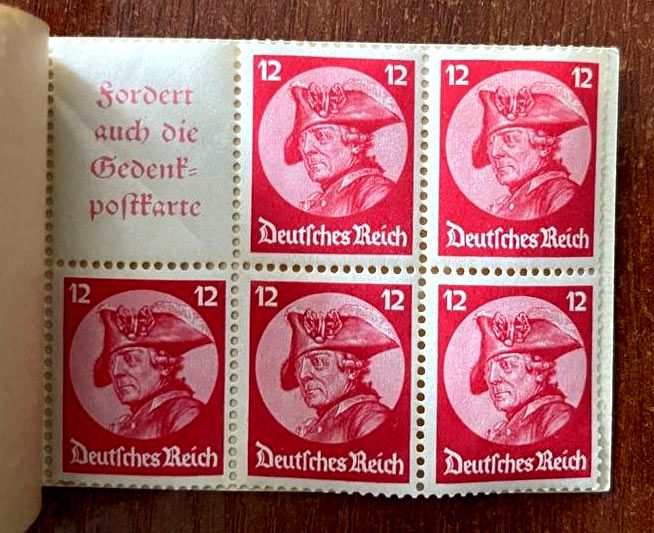 Fordert
auch die
Gedenk=
poſtkarte
12 12
Deutſches Reich
12 12
Deutſches Reich
12 12
Deutſches Reich
12 12
Deutſches Reich
12 12
Deutſches Reich